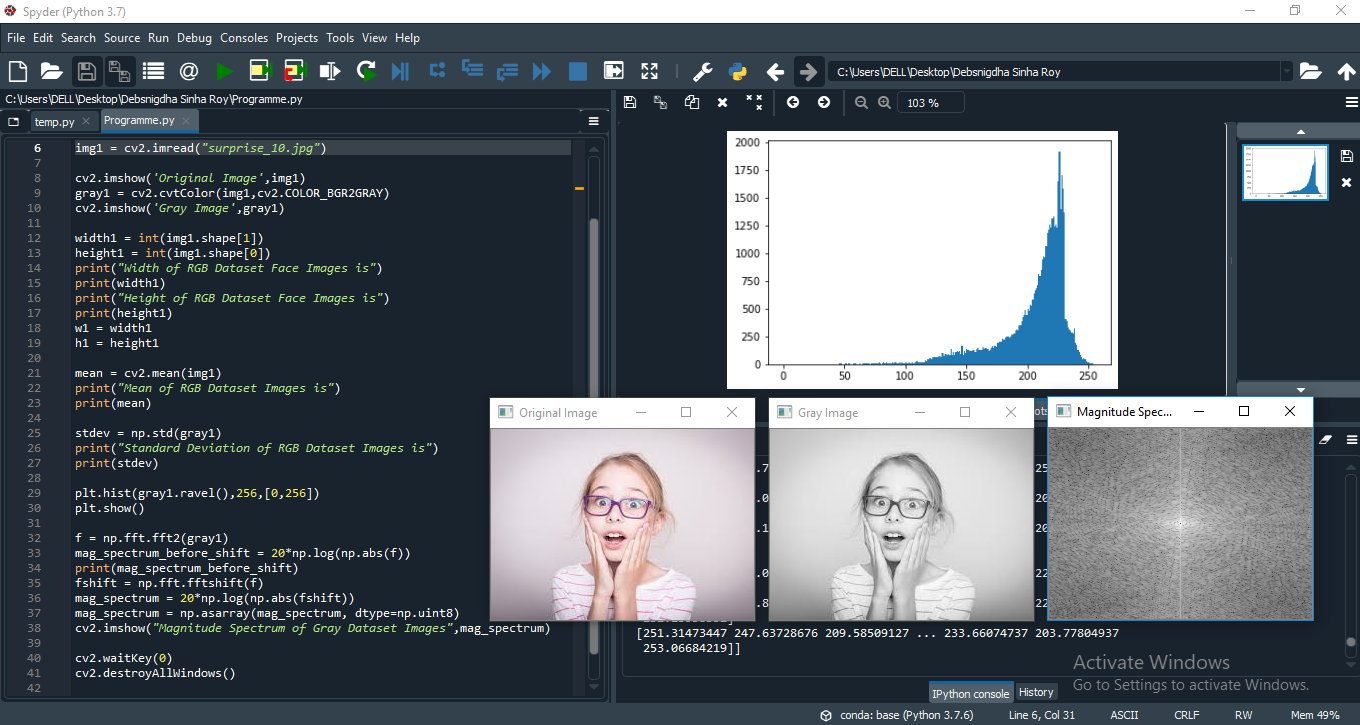 Spyder (Python 3.7)
File Edit Search Source Run Debug Consoles Projects Tools View Help
C:\Users\DELL\Desktop\Debsnigdha Sinha Roy
C:\Users\DELL\Desktop\Debsnigdha Sinha Roy\Programme.py
temp.py Programme.py
6 img1 = cv2.imread("surprise_10.jpg")
7
8 cv2.imshow('Original Image',img1)
9 gray1 = cv2.cvtColor(img1,cv2.COLOR_BGR2GRAY)
10 cv2.imshow('Gray Image',gray1)
11
12 width1 = int(img1.shape[1])
13 height1 = int(img1.shape[0])
14 print("Width of RGB Dataset Face Images is")
15 print(width1)
16 print("Height of RGB Dataset Face Images is")
17 print(height1)
18 w1 = width1
19 h1 = height1
20
21 mean = cv2.mean(img1)
22 print("Mean of RGB Dataset Images is")
23 print(mean)
24
25 stdev = np.std(gray1)
26 print("Standard Deviation of RGB Dataset Images is")
27 print(stdev)
28
29 plt.hist(gray1.ravel(),256,[0,256])
30 plt.show()
31
32 f = np.fft.fft2(gray1)
33 mag_spectrum_before_shift = 20*np.log(np.abs(f))
34 print(mag_spectrum_before_shift)
35 fshift = np.fft.fftshift(f)
36 mag_spectrum = 20*np.log(np.abs(fshift))
37 mag_spectrum = np.asarray(mag_spectrum, dtype=np.uint8)
38 cv2.imshow("Magnitude Spectrum of Gray Dataset Images",mag_spectrum)
39
40 cv2.waitKey(0)
41 cv2.destroyAllWindows()
42
103 %
2000
1750
1500
1250
1000
750
500
250
0
0 50 100 150 200 250
Original Image
Gray Image
Magnitude Spec...
[251.31473447 247.63728676 209.58509127 ... 233.66074737 203.77804937
253.06684219]]
Activate Windows
Go to Settings to activate Windows.
IPython console History
conda: base (Python 3.7.6) Line 6, Col 31 ASCII CRLF RW Mem 49%